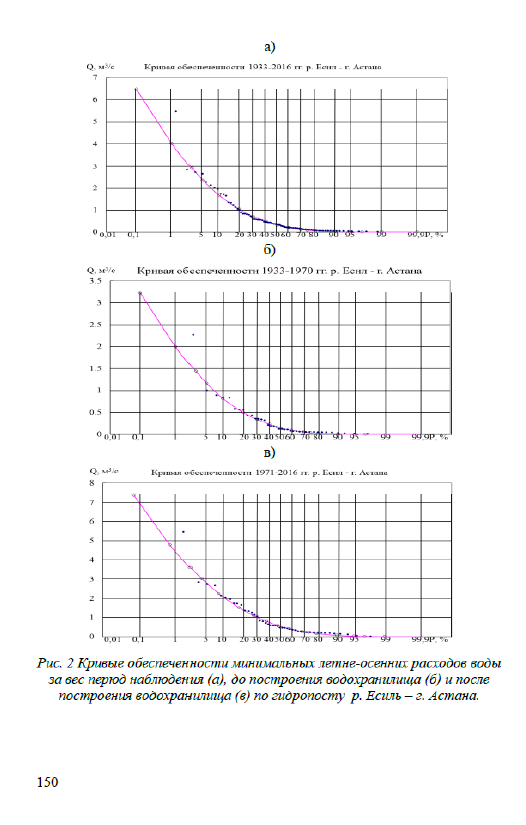 а)
Q, м³/с Кривая обеспеченности 1933-2016 гг. р. Есил - г. Астана
7
6
5
4
3
2
1
0
0,01 0,1 1 5 10 20 30 40 50 60 70 80 90 95 99 99,9 P, %
б)
Q, м³/с Кривая обеспеченности 1933-1970 гг. р. Есил - г. Астана
3.5
3
2.5
2
1.5
1
0.5
0
0,01 0,1 1 5 10 20 30 40 50 60 70 80 90 95 99 99,9 P, %
в)
Q, м³/с Кривая обеспеченности 1971-2016 гг. р. Есил - г. Астана
8
7
6
5
4
3
2
1
0
0,01 0,1 1 5 10 20 30 40 50 60 70 80 90 95 99 99,9 P, %
Рис. 2 Кривые обеспеченности минимальных летне-осенних расходов воды
за вес период наблюдения (а), до построения водохранилища (б) и после
построения водохранилища (в) по гидропосту р. Есиль – г. Астана.
150